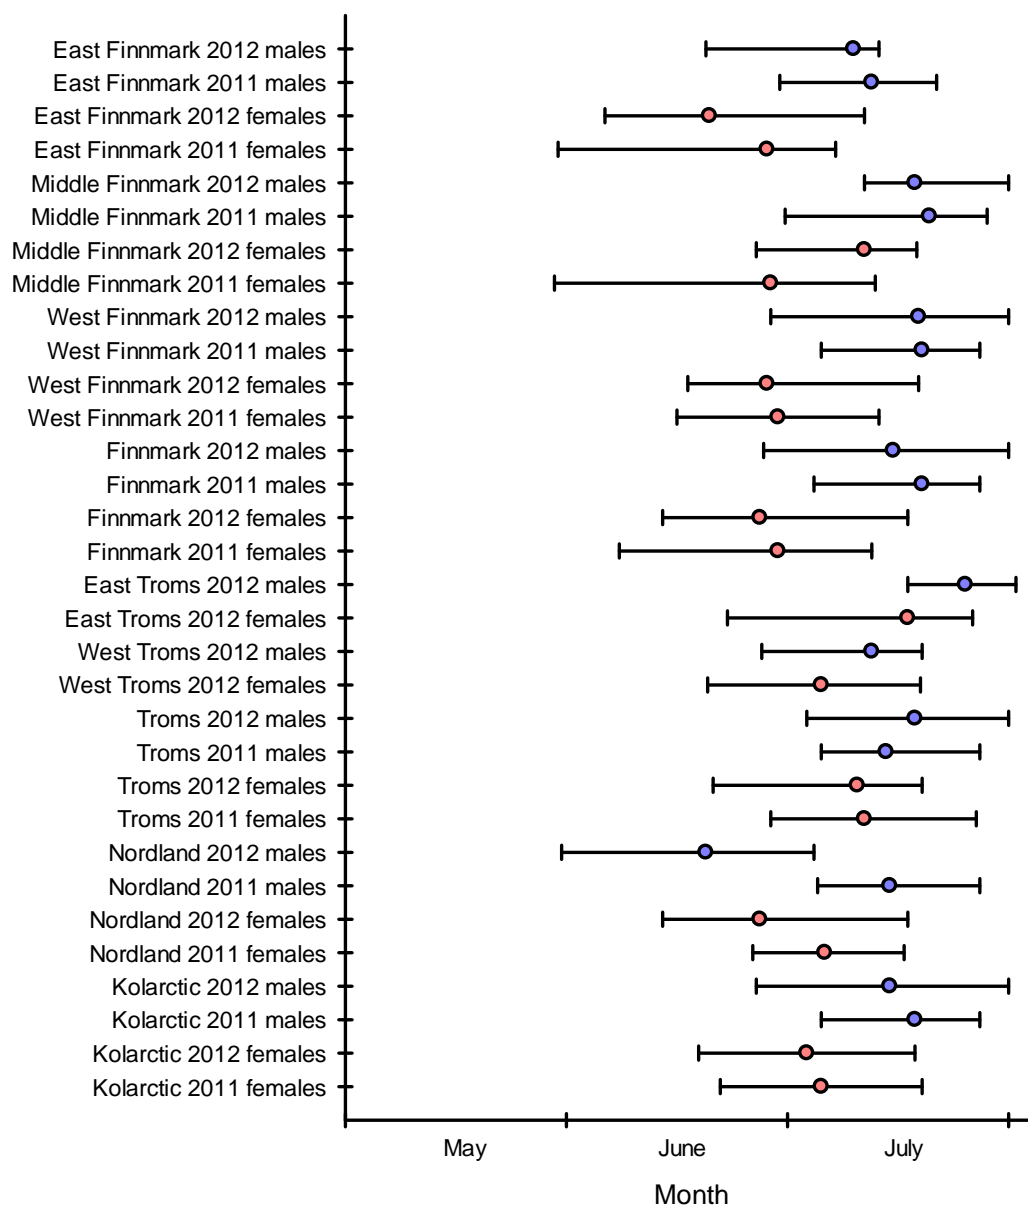 East Finnmark 2012 males
East Finnmark 2011 males
East Finnmark 2012 females
East Finnmark 2011 females
Middle Finnmark 2012 males
Middle Finnmark 2011 males
Middle Finnmark 2012 females
Middle Finnmark 2011 females
West Finnmark 2012 males
West Finnmark 2011 males
West Finnmark 2012 females
West Finnmark 2011 females
Finnmark 2012 males
Finnmark 2011 males
Finnmark 2012 females
Finnmark 2011 females
East Troms 2012 males
East Troms 2012 females
West Troms 2012 males
West Troms 2012 females
Troms 2012 males
Troms 2011 males
Troms 2012 females
Troms 2011 females
Nordland 2012 males
Nordland 2011 males
Nordland 2012 females
Nordland 2011 females
Kolarctic 2012 males
Kolarctic 2011 males
Kolarctic 2012 females
Kolarctic 2011 females
May June July
Month